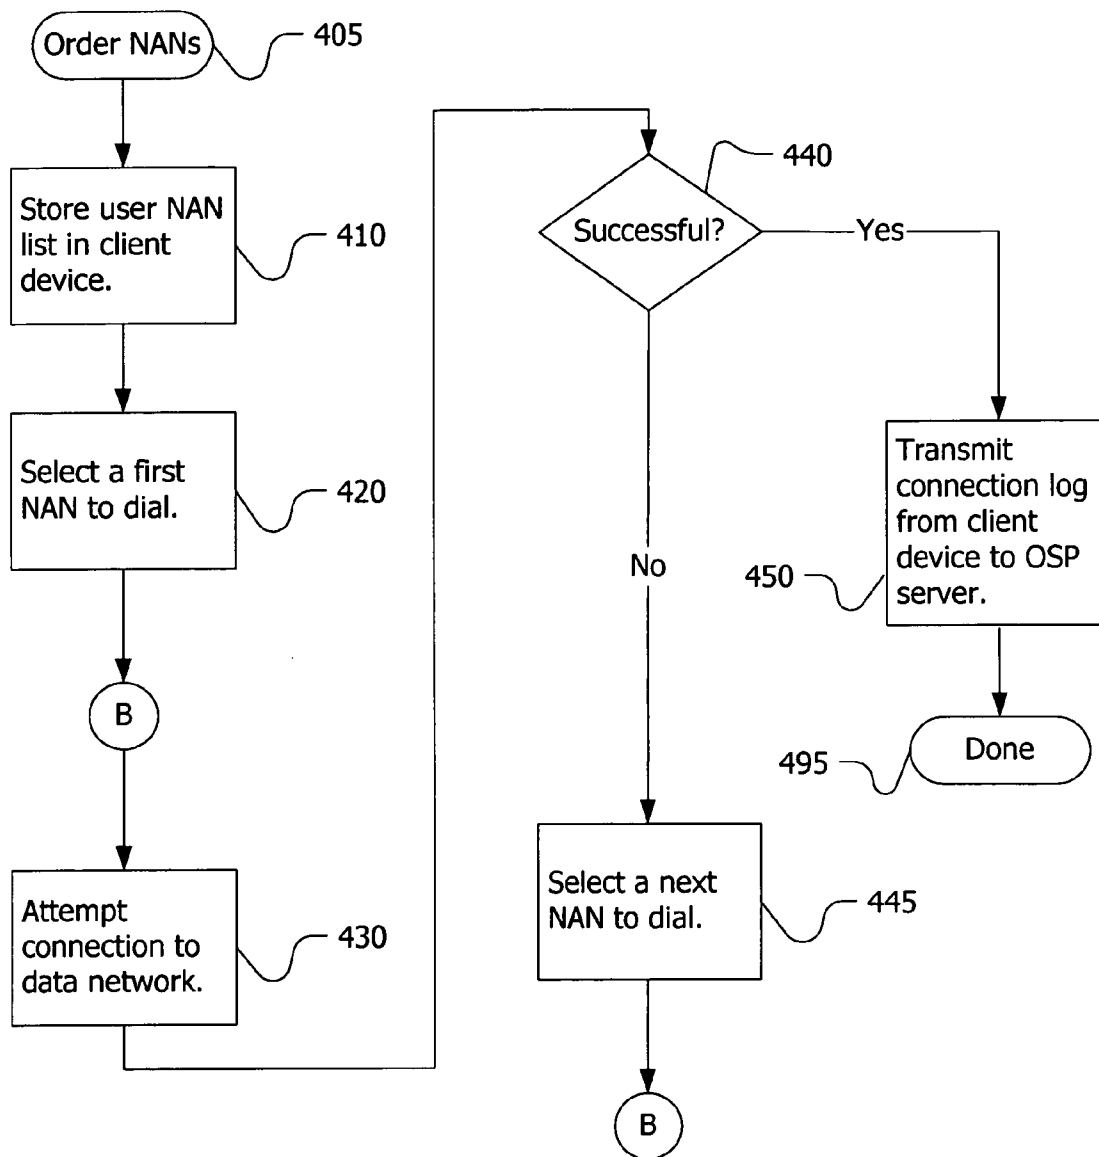 Order NANs
405
Store user NAN
list in client
device.
410
Select a first
NAN to dial.
420
B
Attempt
connection to
data network.
430
Successful?
440
Yes
No
Transmit
connection log
from client
device to OSP
server.
450
Done
495
Select a next
NAN to dial.
445
B